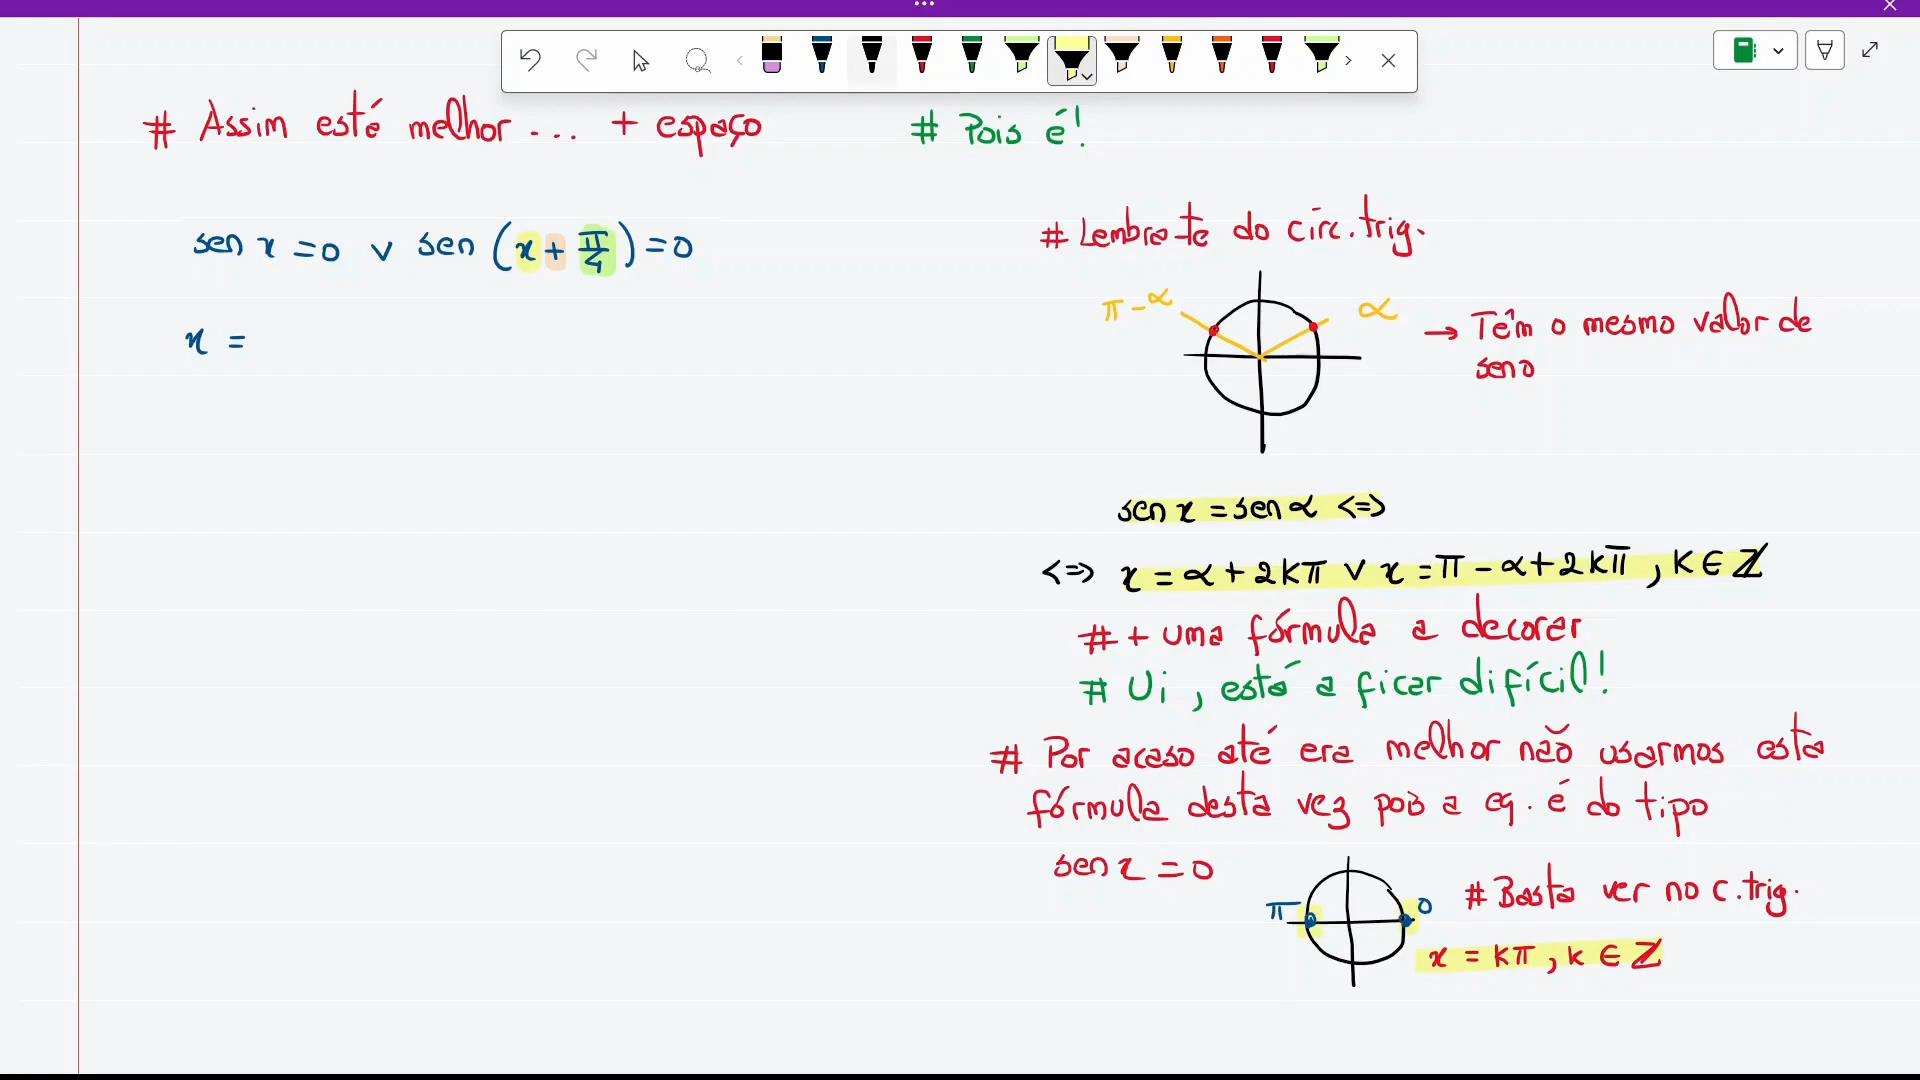 # Assim esté melhor... + espaço
sen x = 0 ∨ sen (x + π/4) = 0
x =
# Pois é!
# Lembra-te do circ. trig.
π - α
α
→ Têm o mesmo valor de
seno
sen x = sen α <=>
<=> x = α + 2kπ ∨ x = π - α + 2kπ , k ∈ ℤ
# + uma fórmula a decorar
# Ui , está a ficar difícil!
# Por acaso até era melhor não usarmos esta
fórmula desta vez pois a eq. é do tipo
sen x = 0
π
0
# Basta ver no c. trig.
x = kπ , k ∈ ℤ